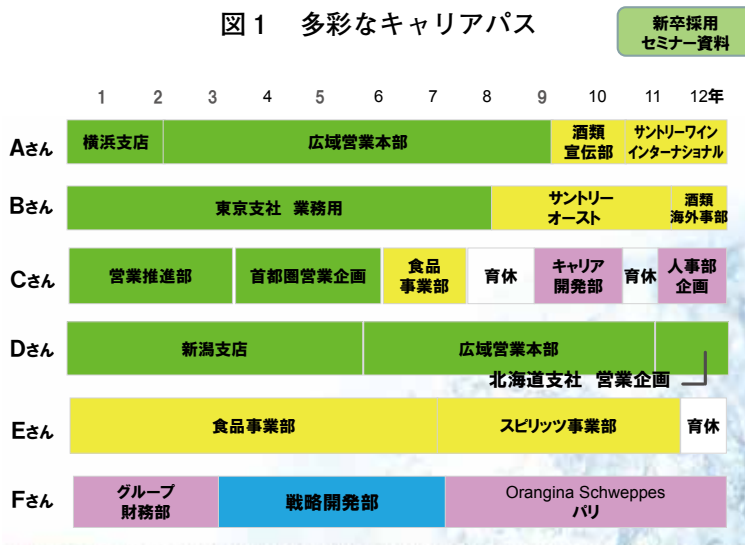 図1 多彩なキャリアパス
新卒採用
セミナー資料
1 2 3 4 5 6 7 8 9 10 11 12年
Aさん
横浜支店
広域営業本部
酒類
宣伝部
サントリーワイン
インターナショナル
Bさん
東京支社 業務用
サントリー
オースト
酒類
海外事部
Cさん
営業推進部
首都圏営業企画
食品
事業部
育休
キャリア
開発部
育休
人事部
企画
Dさん
新潟支店
広域営業本部
北海道支社 営業企画
Eさん
食品事業部
スピリッツ事業部
育休
Fさん
グループ
財務部
戦略開発部
Orangina Schweppes
パリ